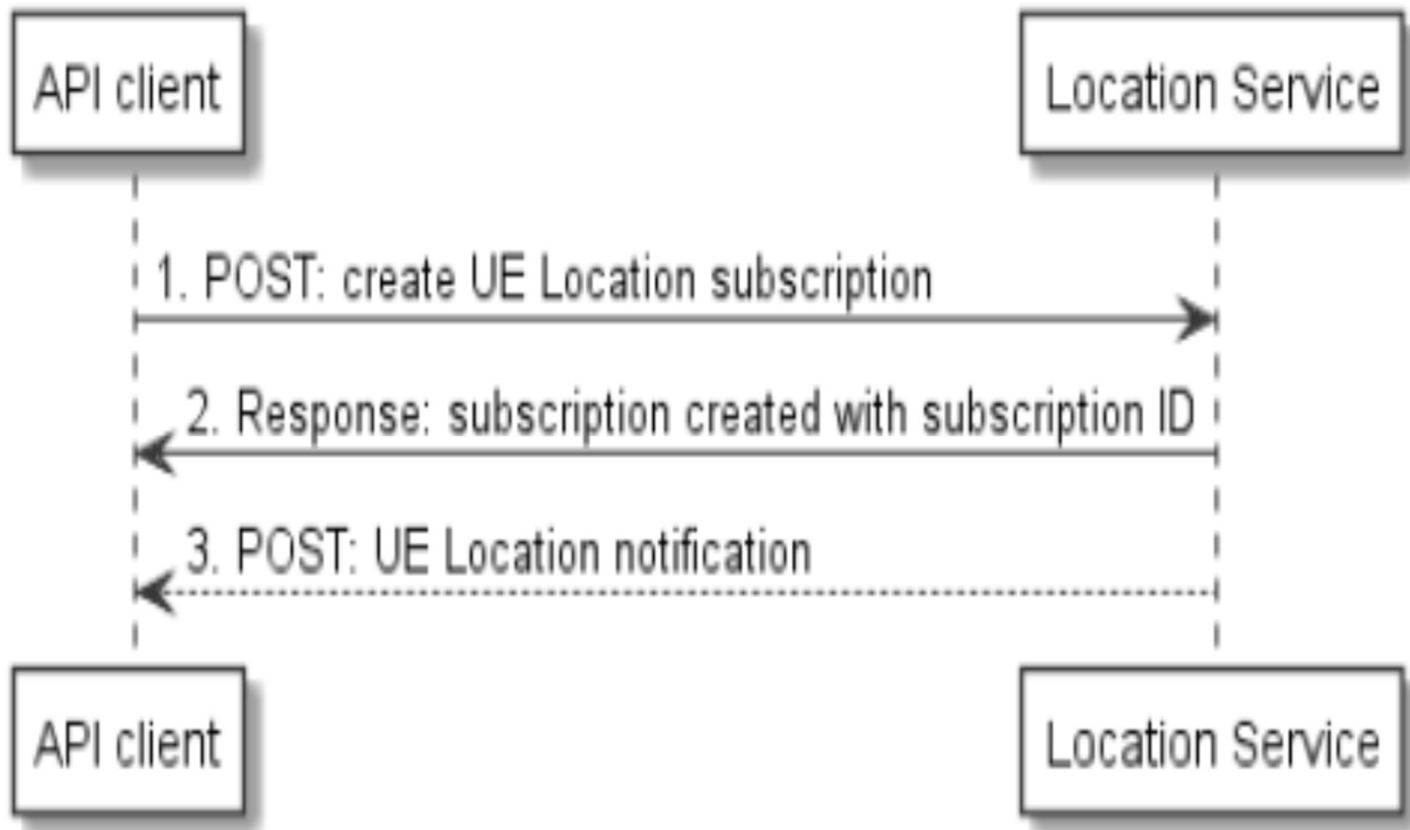 API client
Location Service
1. POST: create UE Location subscription
2. Response: subscription created with subscription ID
3. POST: UE Location notification
API client
Location Service